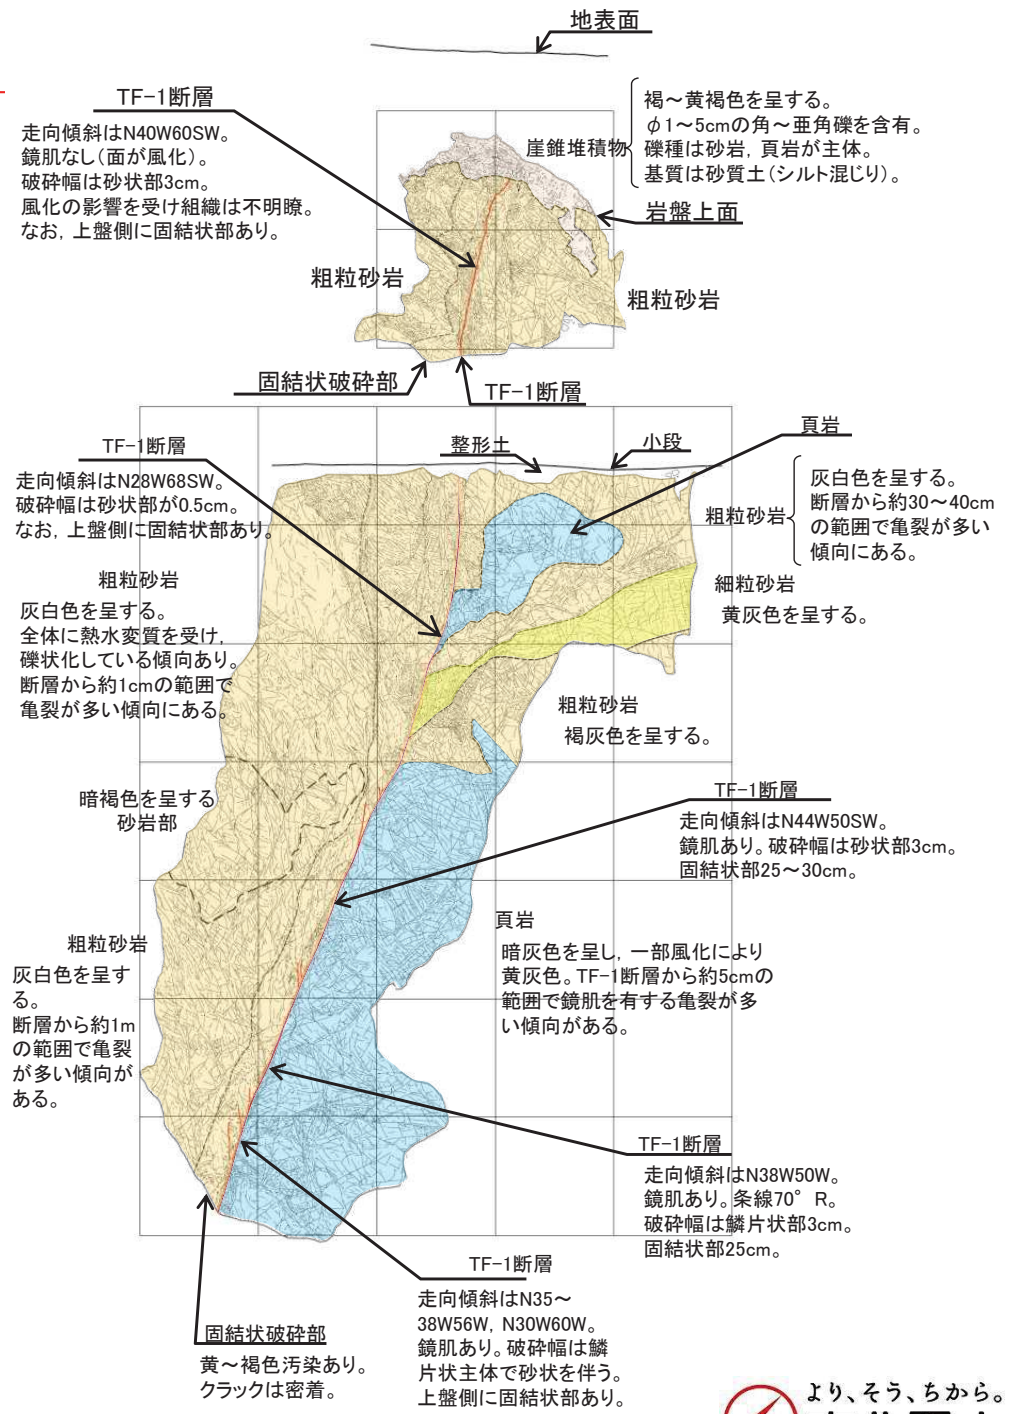 地表面
TF-1断層
走向傾斜はN40W60SW。
鏡肌なし（面が風化）。
破砕幅は砂状部3cm。
風化の影響を受け組織は不明瞭。
なお，上盤側に固結状部あり。
崖錐堆積物
褐～黄褐色を呈する。
φ1～5cmの角～亜角礫を含有。
礫種は砂岩，頁岩が主体。
基質は砂質土（シルト混じり）。
岩盤上面
粗粒砂岩
粗粒砂岩
固結状破砕部
TF-1断層
TF-1断層
走向傾斜はN28W68SW。
破砕幅は砂状部が0.5cm。
なお，上盤側に固結状部あり。
整形土
小段
頁岩
粗粒砂岩
灰白色を呈する。
断層から約30～40cm
の範囲で亀裂が多い
傾向にある。
細粒砂岩
黄灰色を呈する。
粗粒砂岩
灰白色を呈する。
全体に熱水変質を受け，
礫状化している傾向あり。
断層から約1cmの範囲で
亀裂が多い傾向にある。
粗粒砂岩
褐灰色を呈する。
暗褐色を呈する
砂岩部
TF-1断層
走向傾斜はN44W50SW。
鏡肌あり。破砕幅は砂状部3cm。
固結状部25～30cm。
粗粒砂岩
灰白色を呈す
る。
断層から約1m
の範囲で亀裂
が多い傾向が
ある。
頁岩
暗灰色を呈し，一部風化により
黄灰色。TF-1断層から約5cmの
範囲で鏡肌を有する亀裂が多
い傾向がある。
TF-1断層
走向傾斜はN38W50W。
鏡肌あり。条線70° R。
破砕幅は鱗片状部3cm。
固結状部25cm。
TF-1断層
走向傾斜はN35～
38W56W，N30W60W。
鏡肌あり。破砕幅は鱗
片状主体で砂状を伴う。
上盤側に固結状部あり。
固結状破砕部
黄～褐色汚染あり。
クラックは密着。
より、そう、ちから。